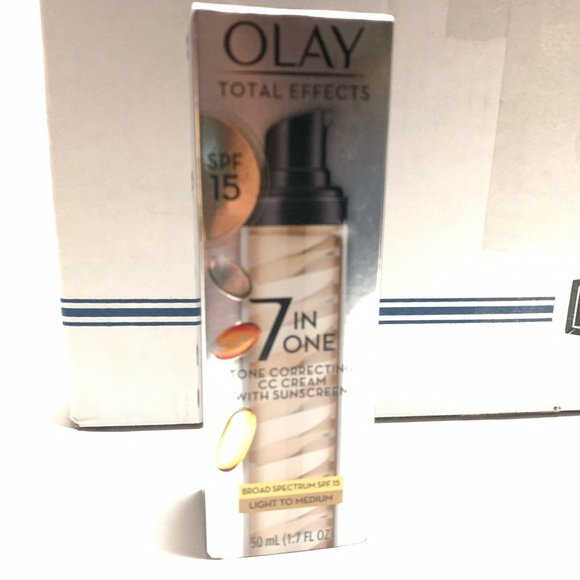 OLAY
TOTAL EFFECTS
SPF
15
7 IN
ONE
TONE CORRECTING
CC CREAM
WITH SUNSCREEN
BROAD SPECTRUM SPF 15
LIGHT TO MEDIUM
50 mL (1.7 FL OZ)